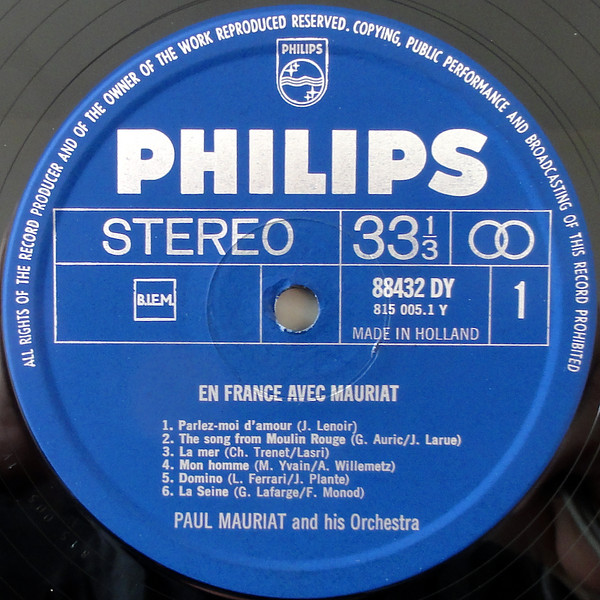 ALL RIGHTS OF THE RECORD PRODUCER AND OF THE OWNER OF THE WORK REPRODUCED RESERVED. COPYING, PUBLIC PERFORMANCE AND BROADCASTING OF THIS RECORD PROHIBITED
PHILIPS
PHILIPS
STEREO 33 1/3
B.I.E.M. 88432 DY 1
815 005.1 Y
MADE IN HOLLAND
EN FRANCE AVEC MAURIAT
1. Parlez-moi d'amour (J. Lenoir)
2. The song from Moulin Rouge (G. Auric/J. Larue)
3. La mer (Ch. Trenet/Lasri)
4. Mon homme (M. Yvain/A. Willemetz)
5. Domino (L. Ferrari/J. Plante)
6. La Seine (G. Lafarge/F. Monod)
PAUL MAURIAT and his Orchestra